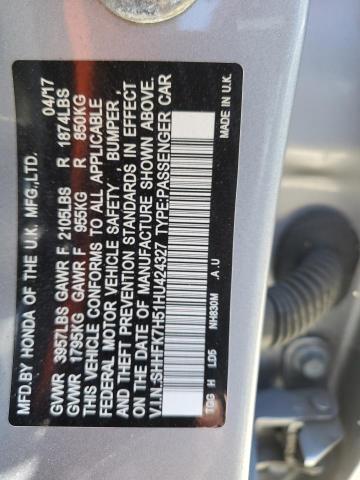 MFD.BY HONDA OF THE U.K. MFG.,LTD. 04/17
GVWR 3957LBS GAWR F 2105LBS R 1874LBS
GVWR 1795KG GAWR F 955KG R 850KG
THIS VEHICLE CONFORMS TO ALL APPLICABLE
FEDERAL MOTOR VEHICLE SAFETY , BUMPER ,
AND THEFT PREVENTION STANDARDS IN EFFECT
ON THE DATE OF MANUFACTURE SHOWN ABOVE.
V.I.N.:SHHFK7H51HU424327 TYPE:PASSENGER CAR
NH830M MADE IN U.K.
TGG H LD5 .A.U